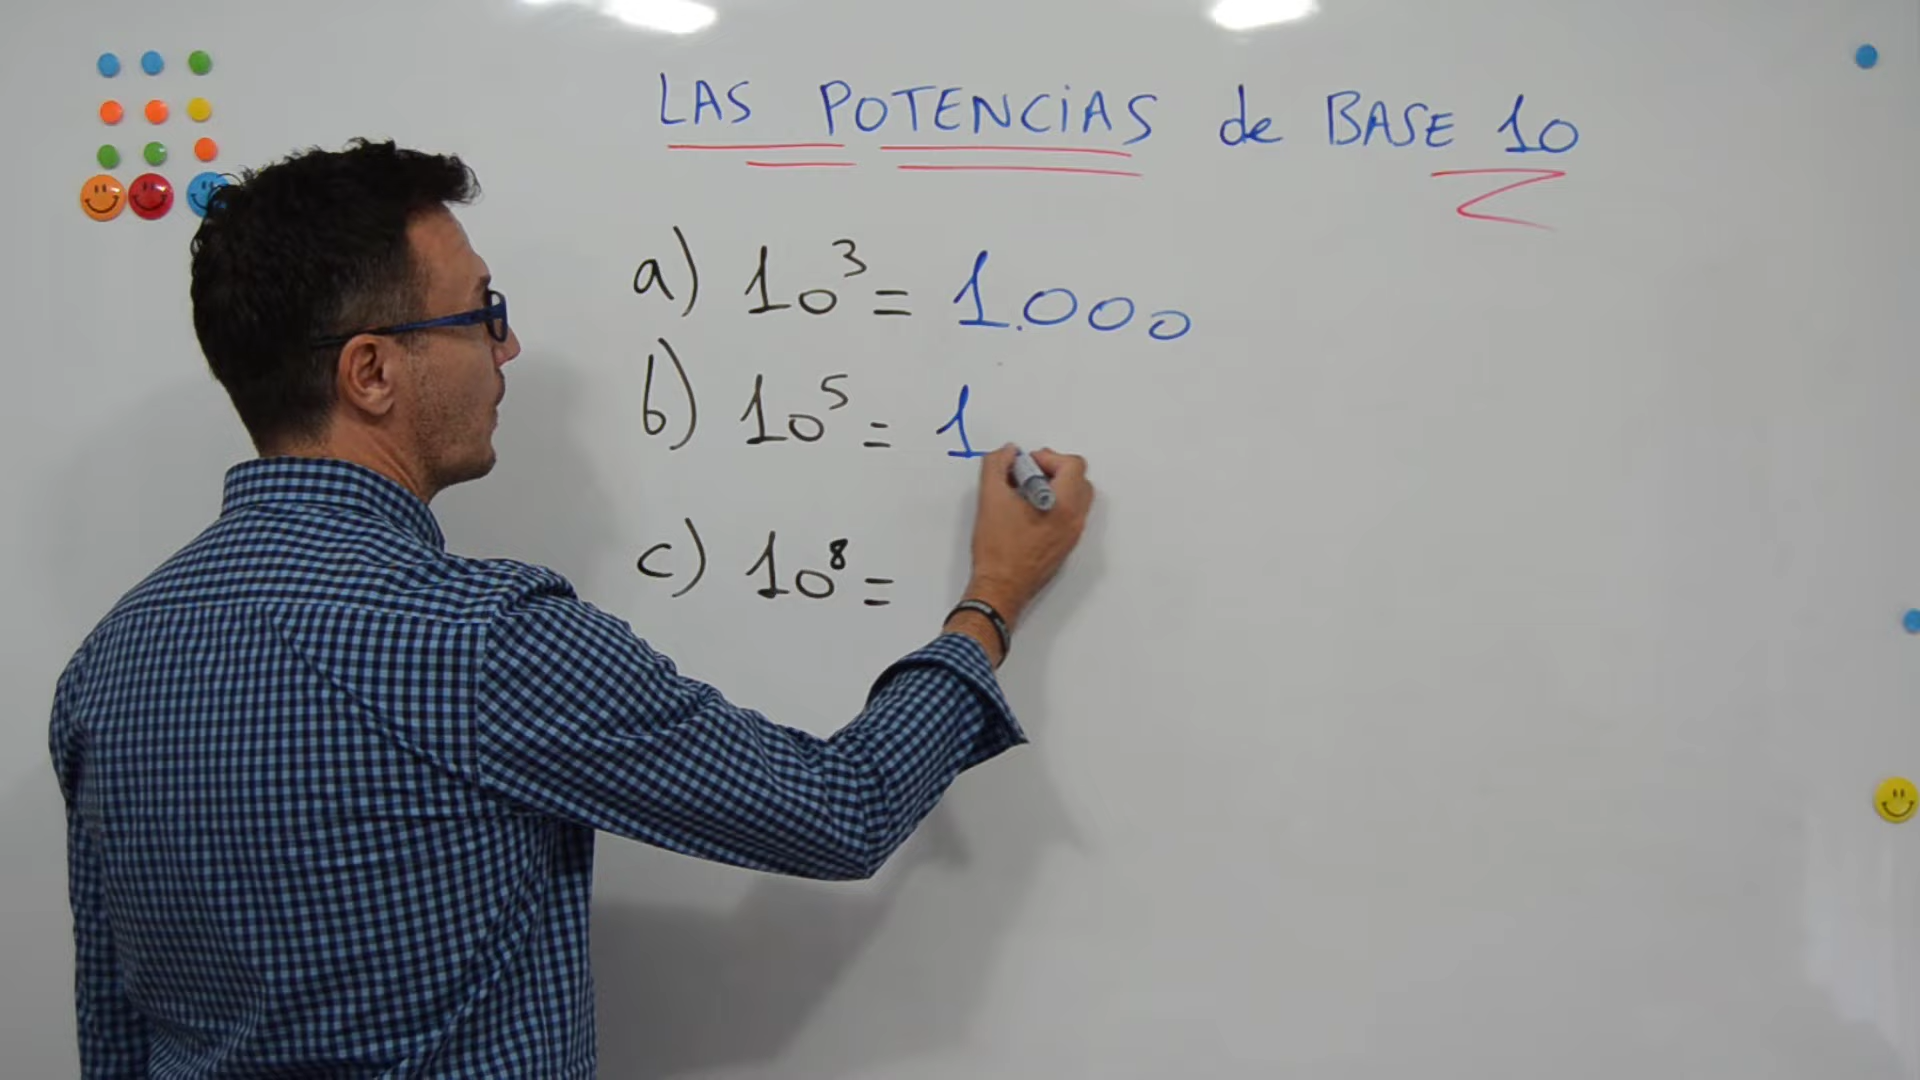 LAS POTENCIAS de BASE 10
a) 10³ = 1.000
b) 10⁵ = 1
c) 10⁸ =